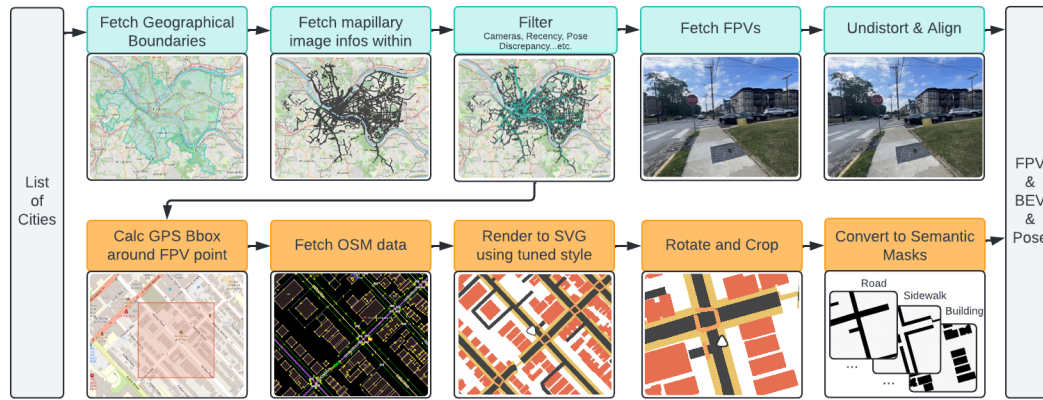 List
of
Cities
Fetch Geographical
Boundaries
Fetch mapillary
image infos within
Filter
Cameras, Recency, Pose
Discrepancy...etc.
Fetch FPVs
Undistort & Align
Calc GPS Bbox
around FPV point
Fetch OSM data
Render to SVG
using tuned style
Rotate and Crop
Convert to Semantic
Masks
Road
Sidewalk
Building
...
...
FPV
&
BEV
&
Pose